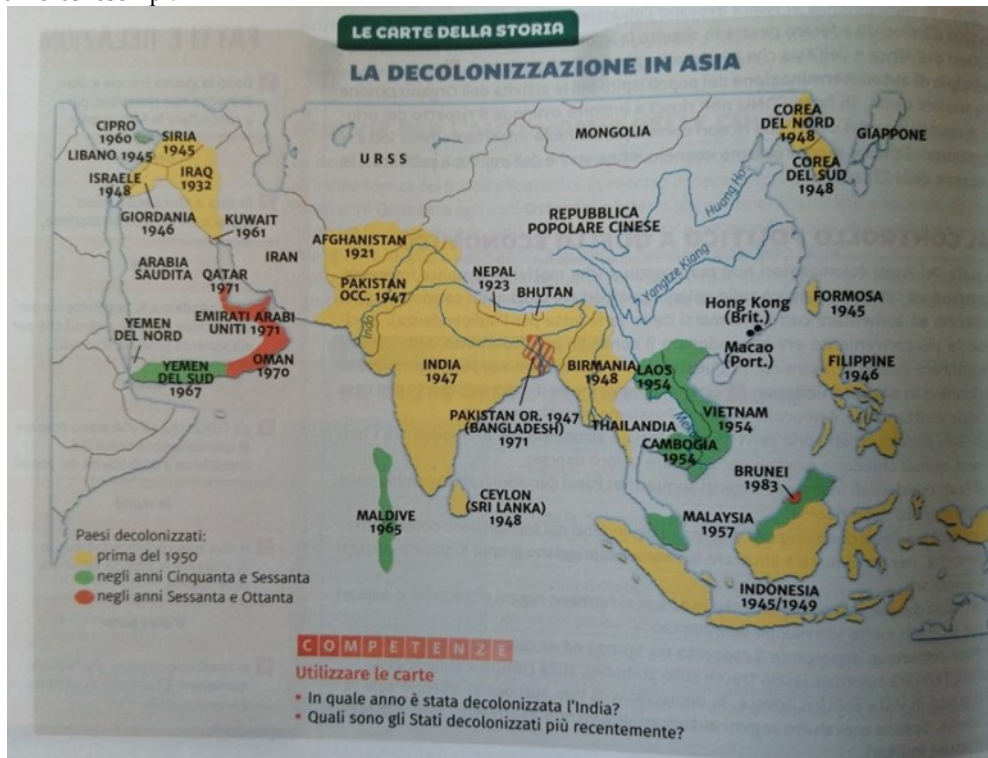 LE CARTE DELLA STORIA
LA DECOLONIZZAZIONE IN ASIA
CIPRO
1960
SIRIA
1945
LIBANO 1945
ISRAELE
1948
IRAQ
1932
GIORDANIA
1946
KUWAIT
1961
ARABIA
SAUDITA
QATAR
1971
IRAN
EMIRATI ARABI
UNITI 1971
YEMEN
DEL NORD
OMAN
1970
YEMEN
DEL SUD
1967
URSS
MONGOLIA
COREA
DEL NORD
1948
GIAPPONE
COREA
DEL SUD
1948
Huang Ho
REPUBBLICA
POPOLARE CINESE
Yangtze Kiang
AFGHANISTAN
1921
PAKISTAN
OCC. 1947
Indo
NEPAL
1923
BHUTAN
Hong Kong
(Brit.)
Macao
(Port.)
FORMOSA
1945
INDIA
1947
BIRMANIA
1948
LAOS
1954
FILIPPINE
1946
PAKISTAN OR. 1947
(BANGLADESH)
1971
THAILANDIA
VIETNAM
1954
CAMBOGIA
1954
BRUNEI
1983
CEYLON
(SRI LANKA)
1948
MALDIVE
1965
MALAYSIA
1957
INDONESIA
1945/1949
Paesi decolonizzati:
prima del 1950
negli anni Cinquanta e Sessanta
negli anni Sessanta e Ottanta
COMPETENZE
Utilizzare le carte
• In quale anno è stata decolonizzata l'India?
• Quali sono gli Stati decolonizzati più recentemente?